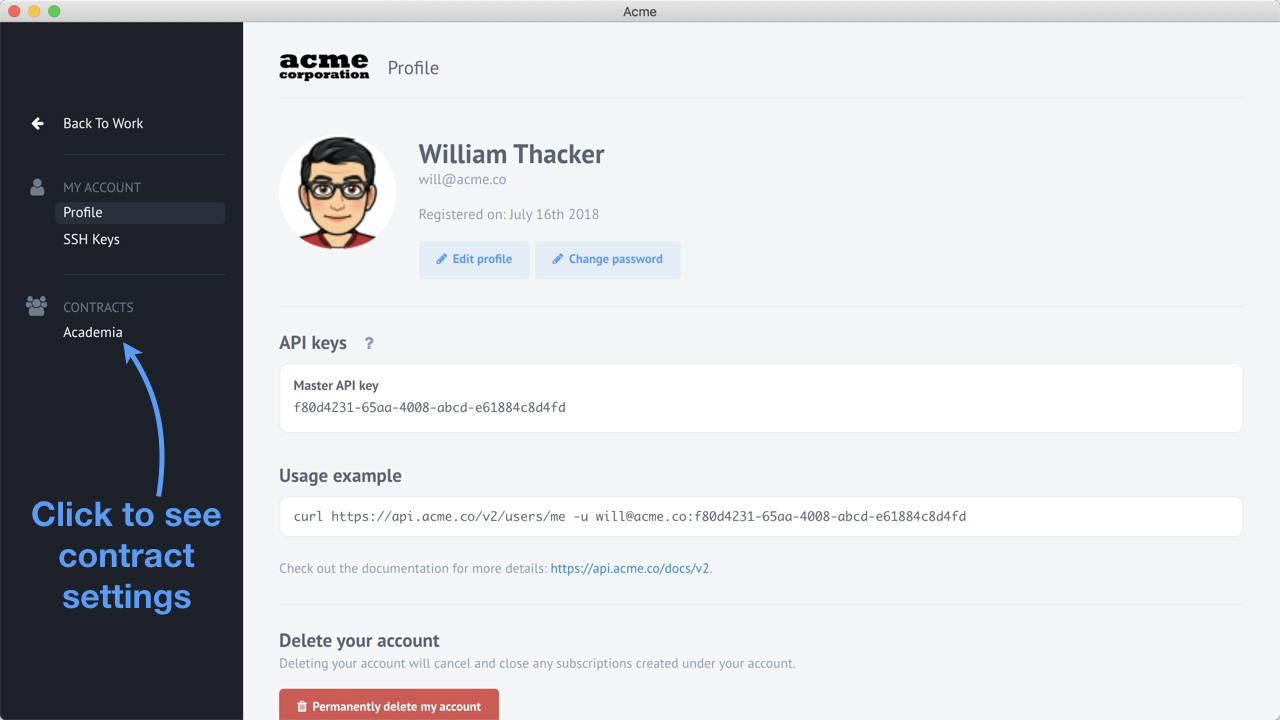 Acme
Back To Work
MY ACCOUNT
Profile
SSH Keys
CONTRACTS
Academia
Click to see
contract
settings
acme
corporation
Profile
William Thacker
will@acme.co
Registered on: July 16th 2018
Edit profile
Change password
API keys ?
Master API key
f80d4231-65aa-4008-abcd-e61884c8d4fd
Usage example
curl https://api.acme.co/v2/users/me -u will@acme.co:f80d4231-65aa-4008-abcd-e61884c8d4fd
Check out the documentation for more details: https://api.acme.co/docs/v2.
Delete your account
Deleting your account will cancel and close any subscriptions created under your account.
Permanently delete my account